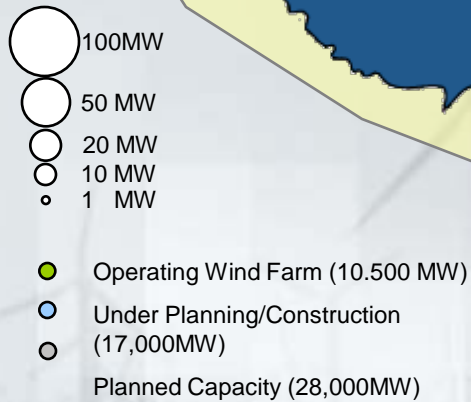 100MW
50 MW
20 MW
10 MW
1 MW
Operating Wind Farm (10.500 MW)
Under Planning/Construction
(17,000MW)
Planned Capacity (28,000MW)